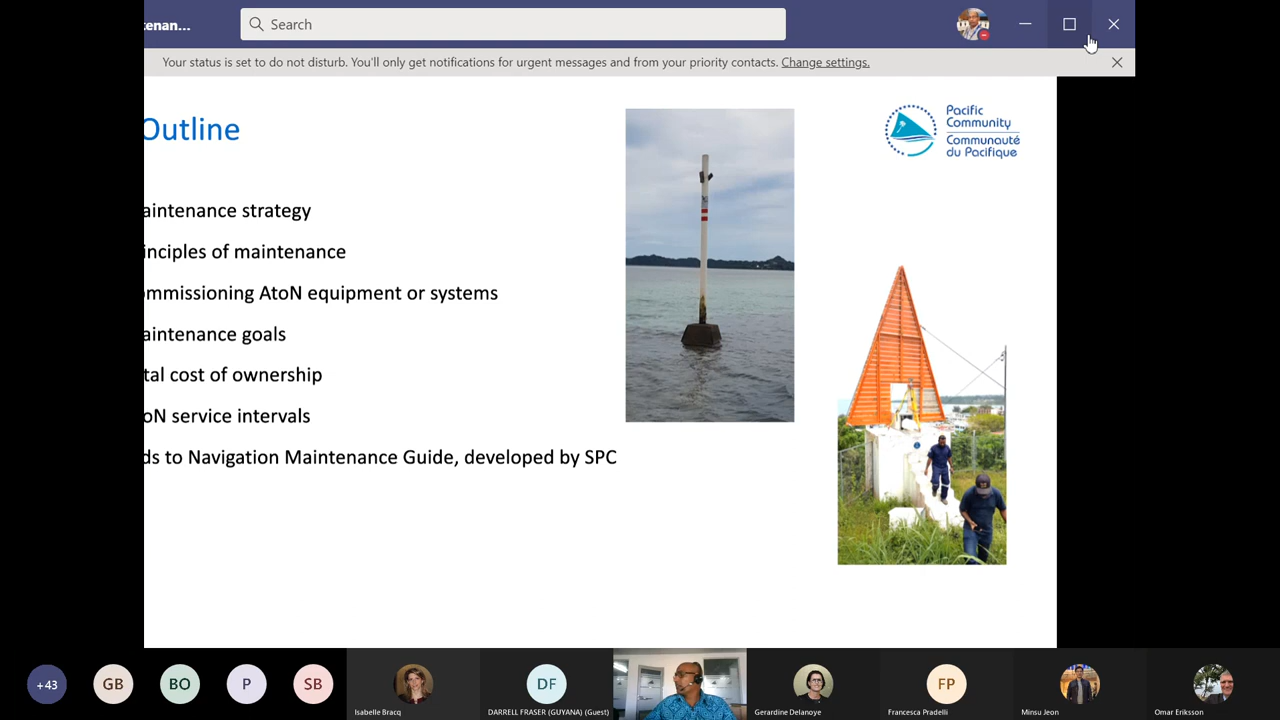 tenan...
Search
Your status is set to do not disturb. You'll only get notifications for urgent messages and from your priority contacts. Change settings.
Outline
Pacific
Community
Communauté
du Pacifique
aintenance strategy
inciples of maintenance
ommissioning AtoN equipment or systems
aintenance goals
tal cost of ownership
oN service intervals
ds to Navigation Maintenance Guide, developed by SPC
+43
GB
BO
P
SB
DF
FP
Isabelle Bracq
DARRELL FRASER (GUYANA) (Guest)
Gerardine Delanoye
Francesca Pradelli
Minsu Jeon
Omar Eriksson